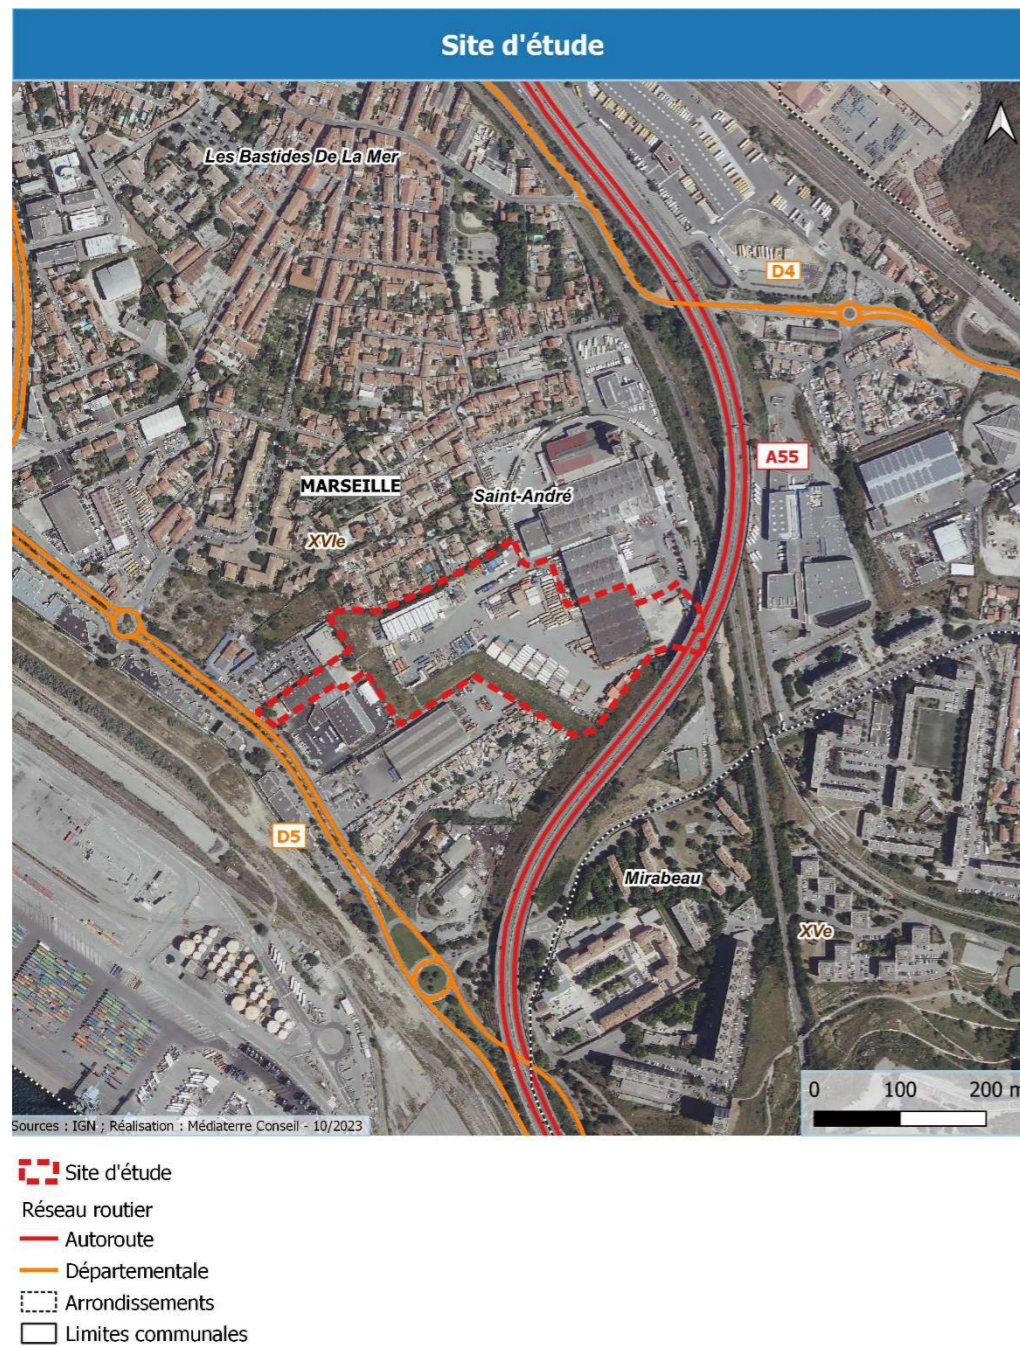 Site d'étude
Les Bastides De La Mer
D4
A55
MARSEILLE
Saint-André
XVIe
D5
Mirabeau
XVe
0 100 200 m
Sources : IGN ; Réalisation : Médiaterre Conseil - 10/2023
Site d'étude
Réseau routier
Autoroute
Départementale
Arrondissements
Limites communales